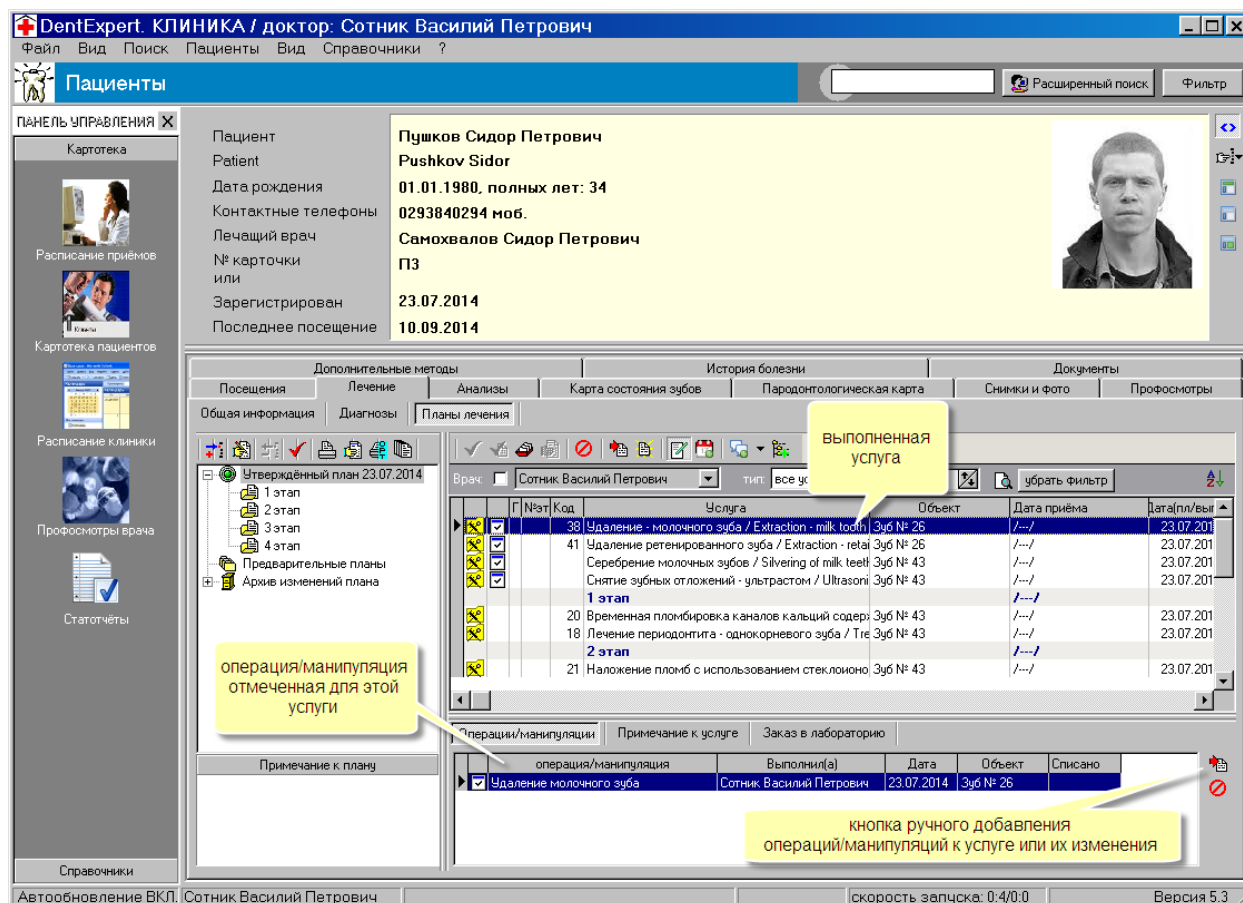 DentExpert. КЛИНИКА / доктор: Сотник Василий Петрович
Файл Вид Поиск Пациенты Вид Справочники ?
Пациенты
Расширенный поиск Фильтр
ПАНЕЛЬ УПРАВЛЕНИЯ
Картотека
Расписание приёмов
Картотека пациентов
Расписание клиники
Профосмотры врача
Статотчёты
Справочники
Пациент Пушков Сидор Петрович
Patient Pushkov Sidor
Дата рождения 01.01.1980, полных лет: 34
Контактные телефоны 0293840294 моб.
Лечащий врач Самохвалов Сидор Петрович
№ карточки П3
или
Зарегистрирован 23.07.2014
Последнее посещение 10.09.2014
Дополнительные методы История болезни Документы
Посещения Лечение Анализы Карта состояния зубов Пародонтологическая карта Снимки и фото Профосмотры
Общая информация Диагнозы Планы лечения
Утверждённый план 23.07.2014
1 этап
2 этап
3 этап
4 этап
Предварительные планы
Архив изменений плана
операция/манипуляция
отмеченная для этой
услуги
Примечание к плану
выполненная
услуга
Врач: Сотник Василий Петрович тип: все убрать фильтр
Г №эт Код Услуга Объект Дата приёма Дата(пл/вып
38 Удаление - молочного зуба / Extraction - milk tooth Зуб № 26 /---/ 23.07.201
41 Удаление ретенированного зуба / Extraction - retai Зуб № 26 /---/ 23.07.201
Серебрение молочных зубов / Silvering of milk teeth Зуб № 43 /---/ 23.07.201
Снятие зубных отложений - ультрастом / Ultrasoni Зуб № 43 /---/ 23.07.201
1 этап /---/
20 Временная пломбировка каналов кальций содер Зуб № 43 /---/ 23.07.201
18 Лечение периодонтита - однокорневого зуба / Tre Зуб № 43 /---/ 23.07.201
2 этап /---/
21 Наложение пломб с использованием стеклоионо Зуб № 43 /---/ 23.07.201
Операции/манипуляции Примечание к услуге Заказ в лабораторию
операция/манипуляция Выполнил(а) Дата Объект Списано
Удаление молочного зуба Сотник Василий Петрович 23.07.2014 Зуб № 26
кнопка ручного добавления
операций/манипуляций к услуге или их изменения
Автообновление ВКЛ. Сотник Василий Петрович скорость запуска: 0:4/0:0 Версия 5.3